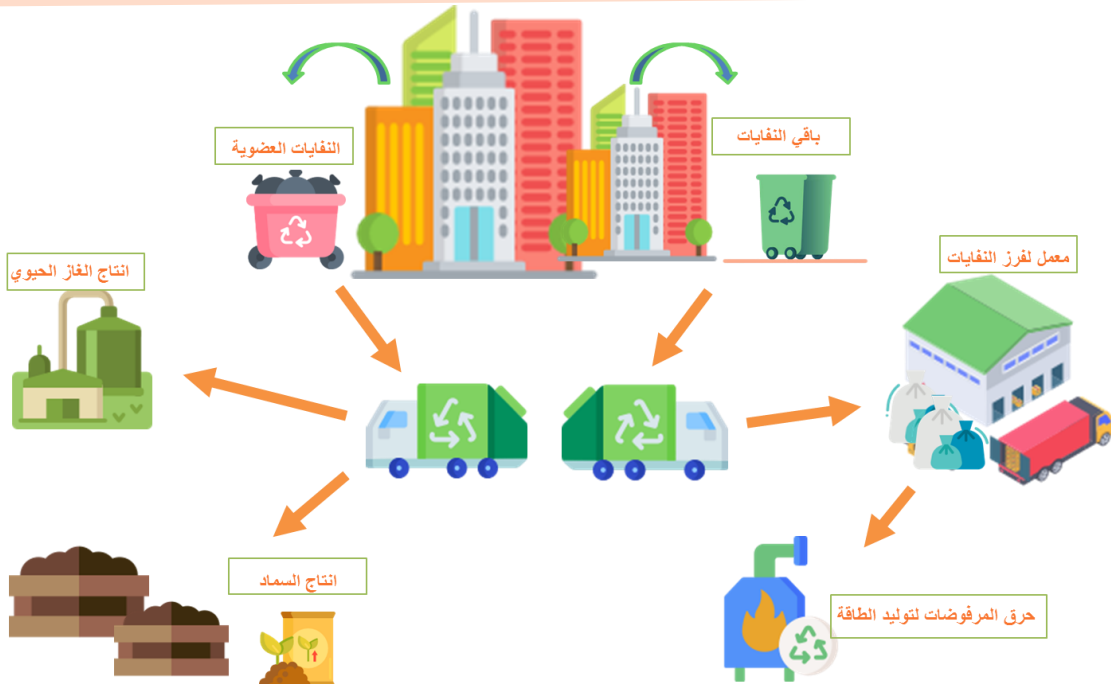 باقي النفايات
النفايات العضوية
معمل لفرز النفايات
انتاج الغاز الحيوي
انتاج السماد
حرق المرفوضات لتوليد الطاقة